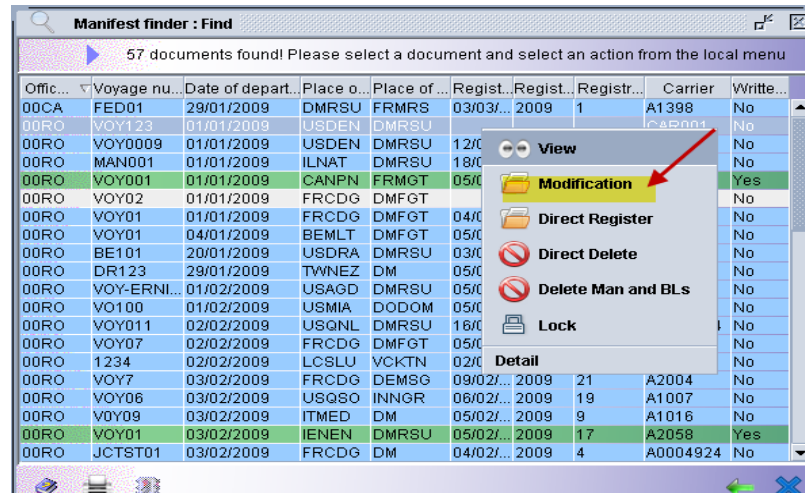 Manifest finder : Find
57 documents found! Please select a document and select an action from the local menu
Offic... Voyage nu... Date of depart... Place o... Place of ... Regist... Regist... Registr... Carrier Writte...
00CA FED01 29/01/2009 DMRSU FRMRS 03/03/... 2009 1 A1398 No
00RO VOY123 01/01/2009 USDEN DMRSU CAR001 No
00RO VOY0009 01/01/2009 USDEN DMRSU 12/0 No
00RO MAN001 01/01/2009 ILNAT DMRSU 18/0 No
00RO VOY001 01/01/2009 CANPN FRMGT 05/0 Yes
00RO VOY02 01/01/2009 FRCDG DMFGT No
00RO VOY01 01/01/2009 FRCDG DMFGT 04/0 No
00RO VOY01 04/01/2009 BEMLT DMFGT 05/0 No
00RO BE101 20/01/2009 USDRA DMRSU 03/0 No
00RO DR123 29/01/2009 TWNEZ DM 05/0 No
00RO VOY-ERNI... 01/02/2009 USAGD DMRSU 05/0 No
00RO VO100 01/02/2009 USMIA DODOM 05/0 No
00RO VOY011 02/02/2009 USQNL DMRSU 16/0 4 No
00RO VOY07 02/02/2009 FRCDG DMFGT 05/0 No
00RO 1234 02/02/2009 LCSLU VCKTN 02/0 No
00RO VOY7 03/02/2009 FRCDG DEMSG 09/02/... 2009 21 A2004 No
00RO VOY06 03/02/2009 USQSO INNGR 06/02/... 2009 19 A1007 No
00RO V0Y09 03/02/2009 ITMED DM 05/02/... 2009 9 A1016 No
00RO VOY01 03/02/2009 IENEN DMRSU 05/02/... 2009 17 A2058 Yes
00RO JCTST01 03/02/2009 FRCDG DM 04/02/... 2009 4 A0004924 No
View
Modification
Direct Register
Direct Delete
Delete Man and BLs
Lock
Detail